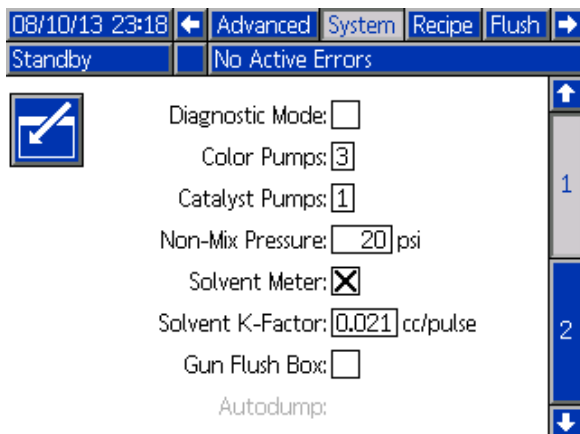 08/10/13 23:18 Advanced System Recipe Flush
Standby No Active Errors
Diagnostic Mode:
Color Pumps: 3
1
Catalyst Pumps: 1
Non-Mix Pressure: 20 psi
Solvent Meter:
Solvent K-Factor: 0.021 cc/pulse
2
Gun Flush Box:
Autodump: